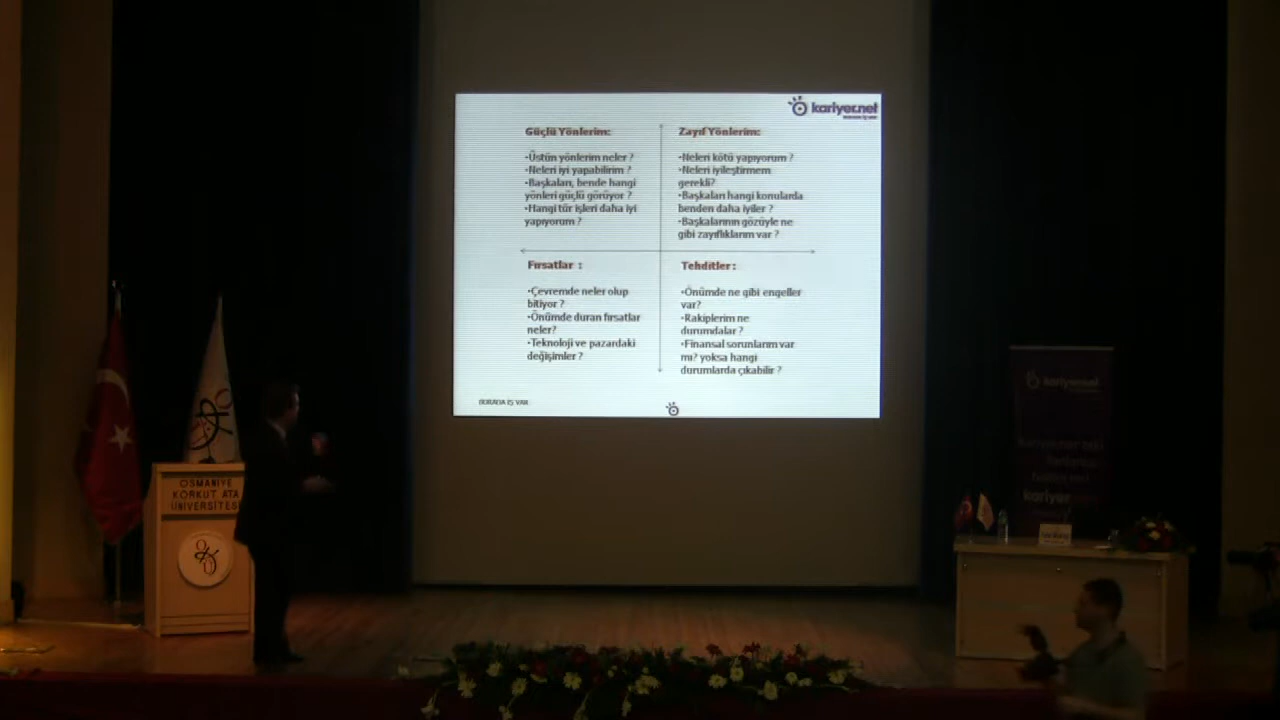 kariyer.net
Güçlü Yönlerim:
•Üstün yönlerim neler ?
•Neleri iyi yapabilirim ?
•Başkaları, bende hangi
yönleri güçlü görüyor ?
•Hangi tür işleri daha iyi
yapıyorum ?
Zayıf Yönlerim:
•Neleri kötü yapıyorum ?
•Neleri iyileştirmem
gerekli?
•Başkaları hangi konularda
benden daha iyiler ?
•Başkalarının gözüyle ne
gibi zayıflıklarım var ?
Fırsatlar :
•Çevremde neler olup
bitiyor ?
•Önümde duran fırsatlar
neler?
•Teknoloji ve pazardaki
değişimler ?
Tehditler :
•Önümde ne gibi engeller
var?
•Rakiplerim ne
durumdalar ?
•Finansal sorunlarım var
mı? yoksa hangi
durumlarda çıkabilir ?
BURADA İŞ VAR
OSMANİYE
KORKUT ATA
ÜNİVERSİTESİ
kariyer.net
kariyer